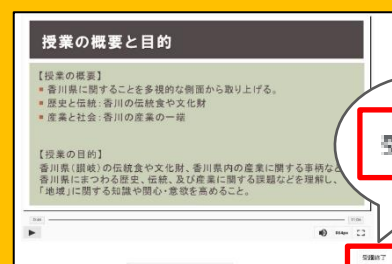 授業の概要と目的
【授業の概要】
■ 香川県に関することを多視的な側面から取り上げる。
■ 歴史と伝統:香川の伝統食や文化財
■ 産業と社会:香川の産業の一端
【授業の目的】
香川県(讃岐)の伝統食や文化財、香川県内の産業に関する事柄な
香川県にまつわる歴史、伝統、及び産業に関する課題などを理解し、
「地域」に関する知識や関心・意欲を高めること。
受講終了